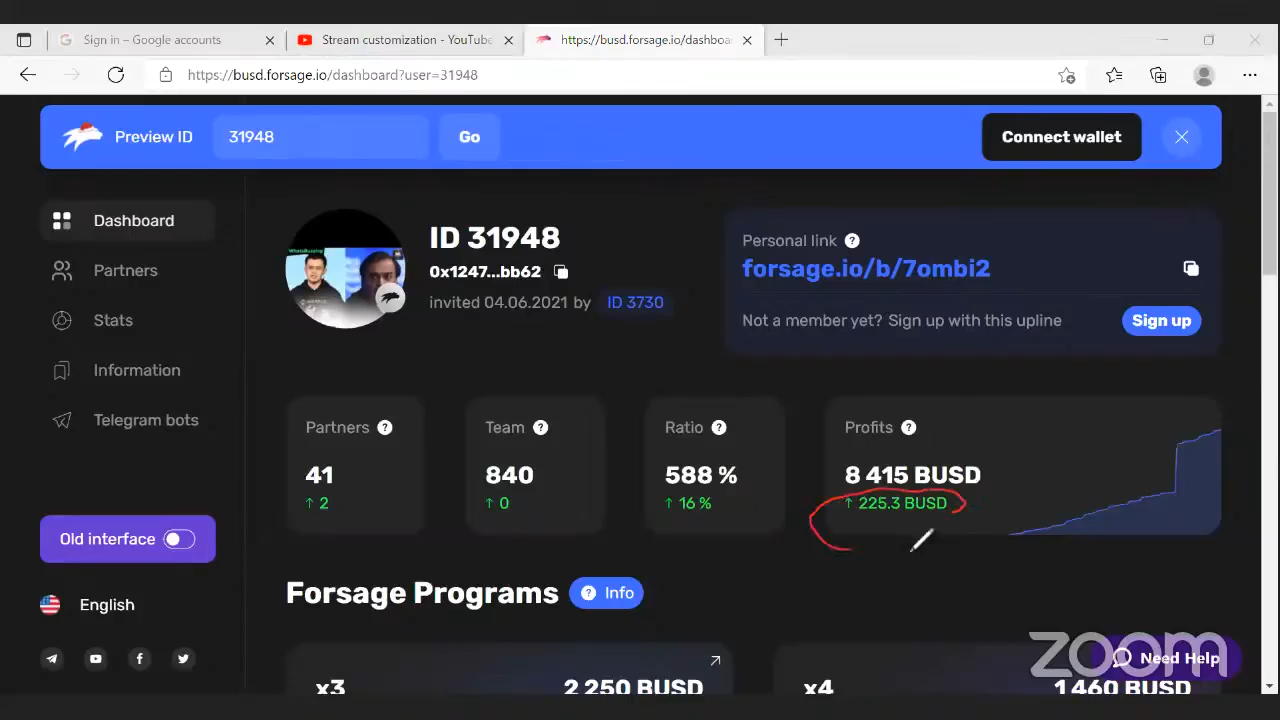 Sign in – Google accounts
Stream customization - YouTube
https://busd.forsage.io/dashboa
https://busd.forsage.io/dashboard?user=31948
Preview ID
31948
Go
Connect wallet
Dashboard
Partners
Stats
Information
Telegram bots
Old interface
English
ID 31948
0x1247...bb62
invited 04.06.2021 by ID 3730
Personal link ?
forsage.io/b/7ombi2
Not a member yet? Sign up with this upline
Sign up
Partners ?
41
↑ 2
Team ?
840
↑ 0
Ratio ?
588 %
↑ 16 %
Profits ?
8 415 BUSD
↑ 225.3 BUSD
Forsage Programs
? Info
x3
2 250 BUSD
x4
1 460 BUSD
Need Help
zoom